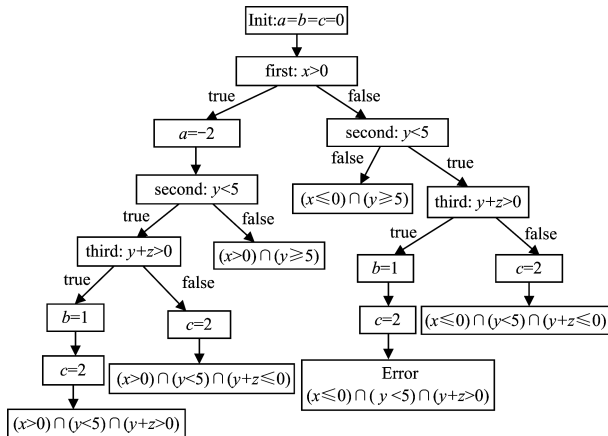 Init:a=b=c=0
first: x>0
true
false
a=−2
second: y<5
false
true
second: y<5
(x≤0)∩(y≥5)
third: y+z>0
true
false
third: y+z>0
(x>0)∩(y≥5)
true
false
b=1
c=2
true
false
b=1
c=2
c=2
(x≤0)∩(y<5)∩(y+z≤0)
c=2
(x>0)∩(y<5)∩(y+z≤0)
Error
(x≤0)∩( y <5)∩(y+z>0)
(x>0)∩(y<5)∩(y+z>0)